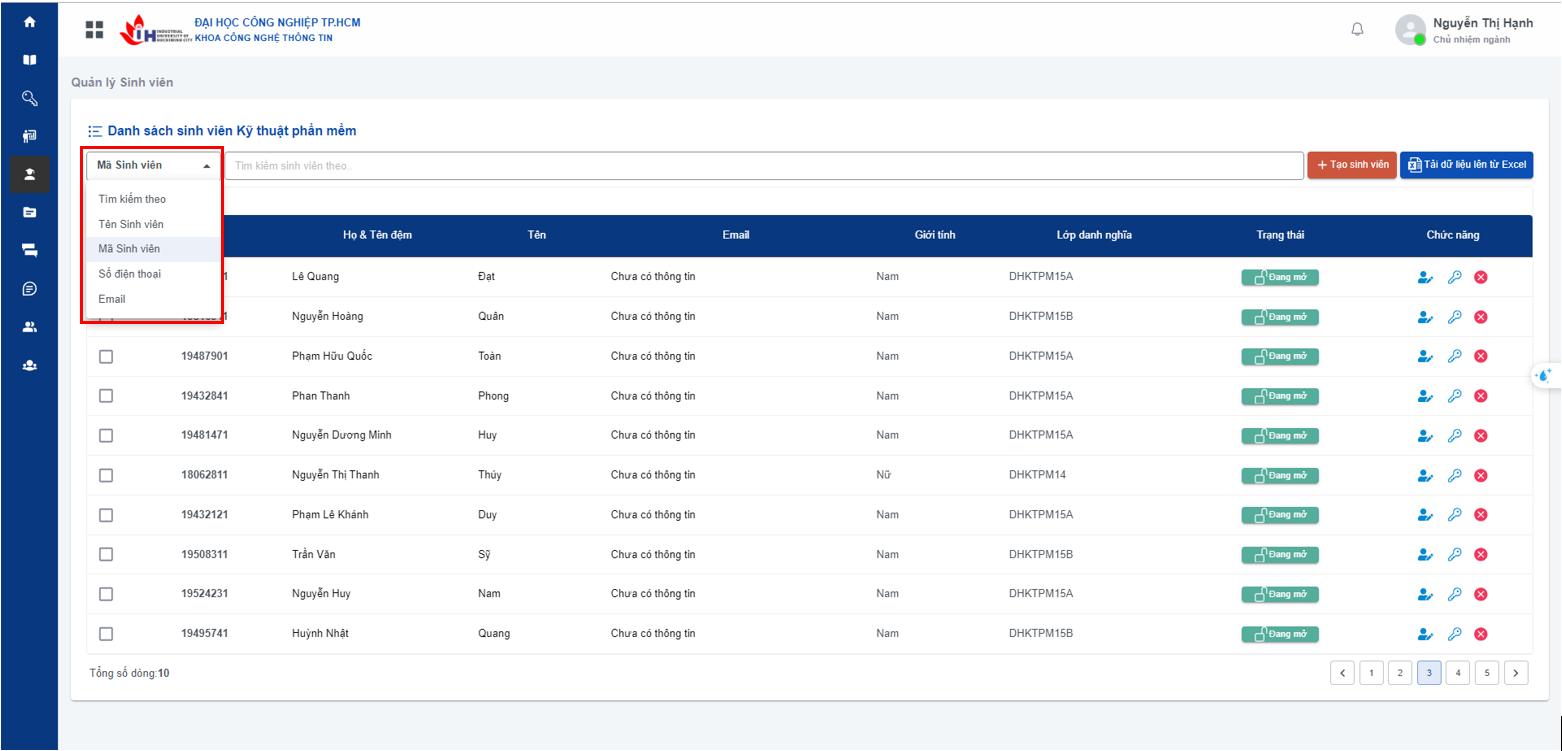 ĐẠI HỌC CÔNG NGHIỆP TP.HCM
INDUSTRIAL
UNIVERSITY OF
HOCHIMINH CITY
KHOA CÔNG NGHỆ THÔNG TIN
Nguyễn Thị Hạnh
Chủ nhiệm ngành
Quản lý Sinh viên
Danh sách sinh viên Kỹ thuật phần mềm
Mã Sinh viên Tìm kiếm sinh viên theo.. + Tạo sinh viên Tải dữ liệu lên từ Excel
Tìm kiếm theo
Tên Sinh viên
Mã Sinh viên
Số điện thoại
Email
Họ & Tên đệm Tên Email Giới tính Lớp danh nghĩa Trạng thái Chức năng
1 Lê Quang Đạt Chưa có thông tin Nam DHKTPM15A Đang mở
1 Nguyễn Hoàng Quân Chưa có thông tin Nam DHKTPM15B Đang mở
19487901 Phạm Hữu Quốc Toàn Chưa có thông tin Nam DHKTPM15A Đang mở
19432841 Phan Thanh Phong Chưa có thông tin Nam DHKTPM15A Đang mở
19481471 Nguyễn Dương Minh Huy Chưa có thông tin Nam DHKTPM15A Đang mở
18062811 Nguyễn Thị Thanh Thúy Chưa có thông tin Nữ DHKTPM14 Đang mở
19432121 Phạm Lê Khánh Duy Chưa có thông tin Nam DHKTPM15A Đang mở
19508311 Trần Văn Sỹ Chưa có thông tin Nam DHKTPM15B Đang mở
19524231 Nguyễn Huy Nam Chưa có thông tin Nam DHKTPM15A Đang mở
19495741 Huỳnh Nhật Quang Chưa có thông tin Nam DHKTPM15B Đang mở
Tổng số dòng:10 1 2 3 4 5